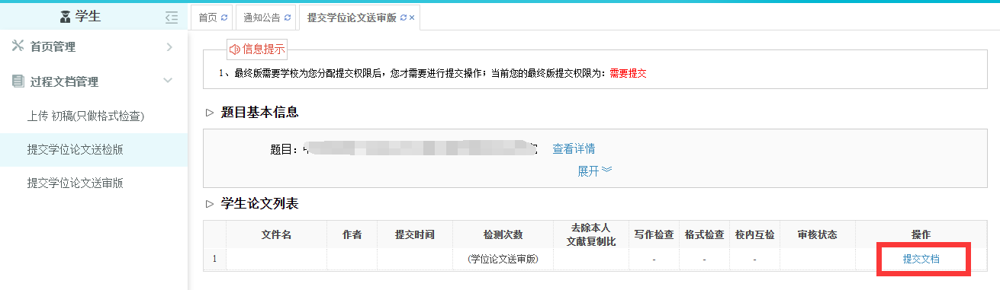 学生
首页 通知公告 提交学位论文送审版
首页管理
过程文档管理
上传 初稿(只做格式检查)
提交学位论文送检版
提交学位论文送审版
信息提示
1、最终版需要学校为您分配提交权限后，您才需要进行提交操作；当前您的最终版提交权限为：需要提交
题目基本信息
题目： 查看详情
展开
学生论文列表
文件名 作者 提交时间 检测次数 去除本人 写作检查 格式检查 校内互检 审核状态 操作
文献复制比
1 (学位论文送审版) - - - 提交文档